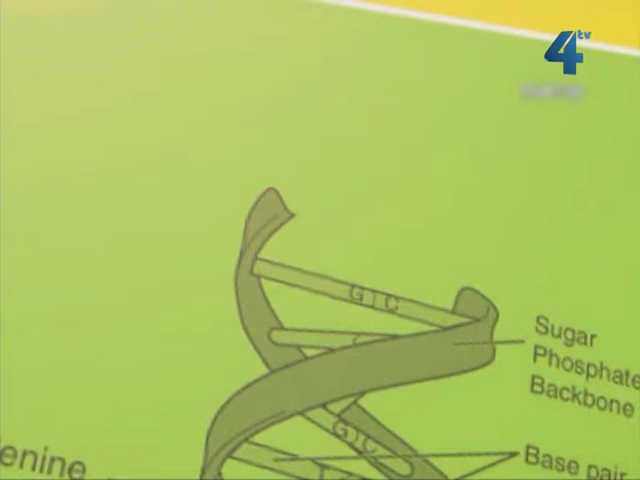 4tv
G C
Sugar
Phosphate
Backbone
G C
enine
Base pair